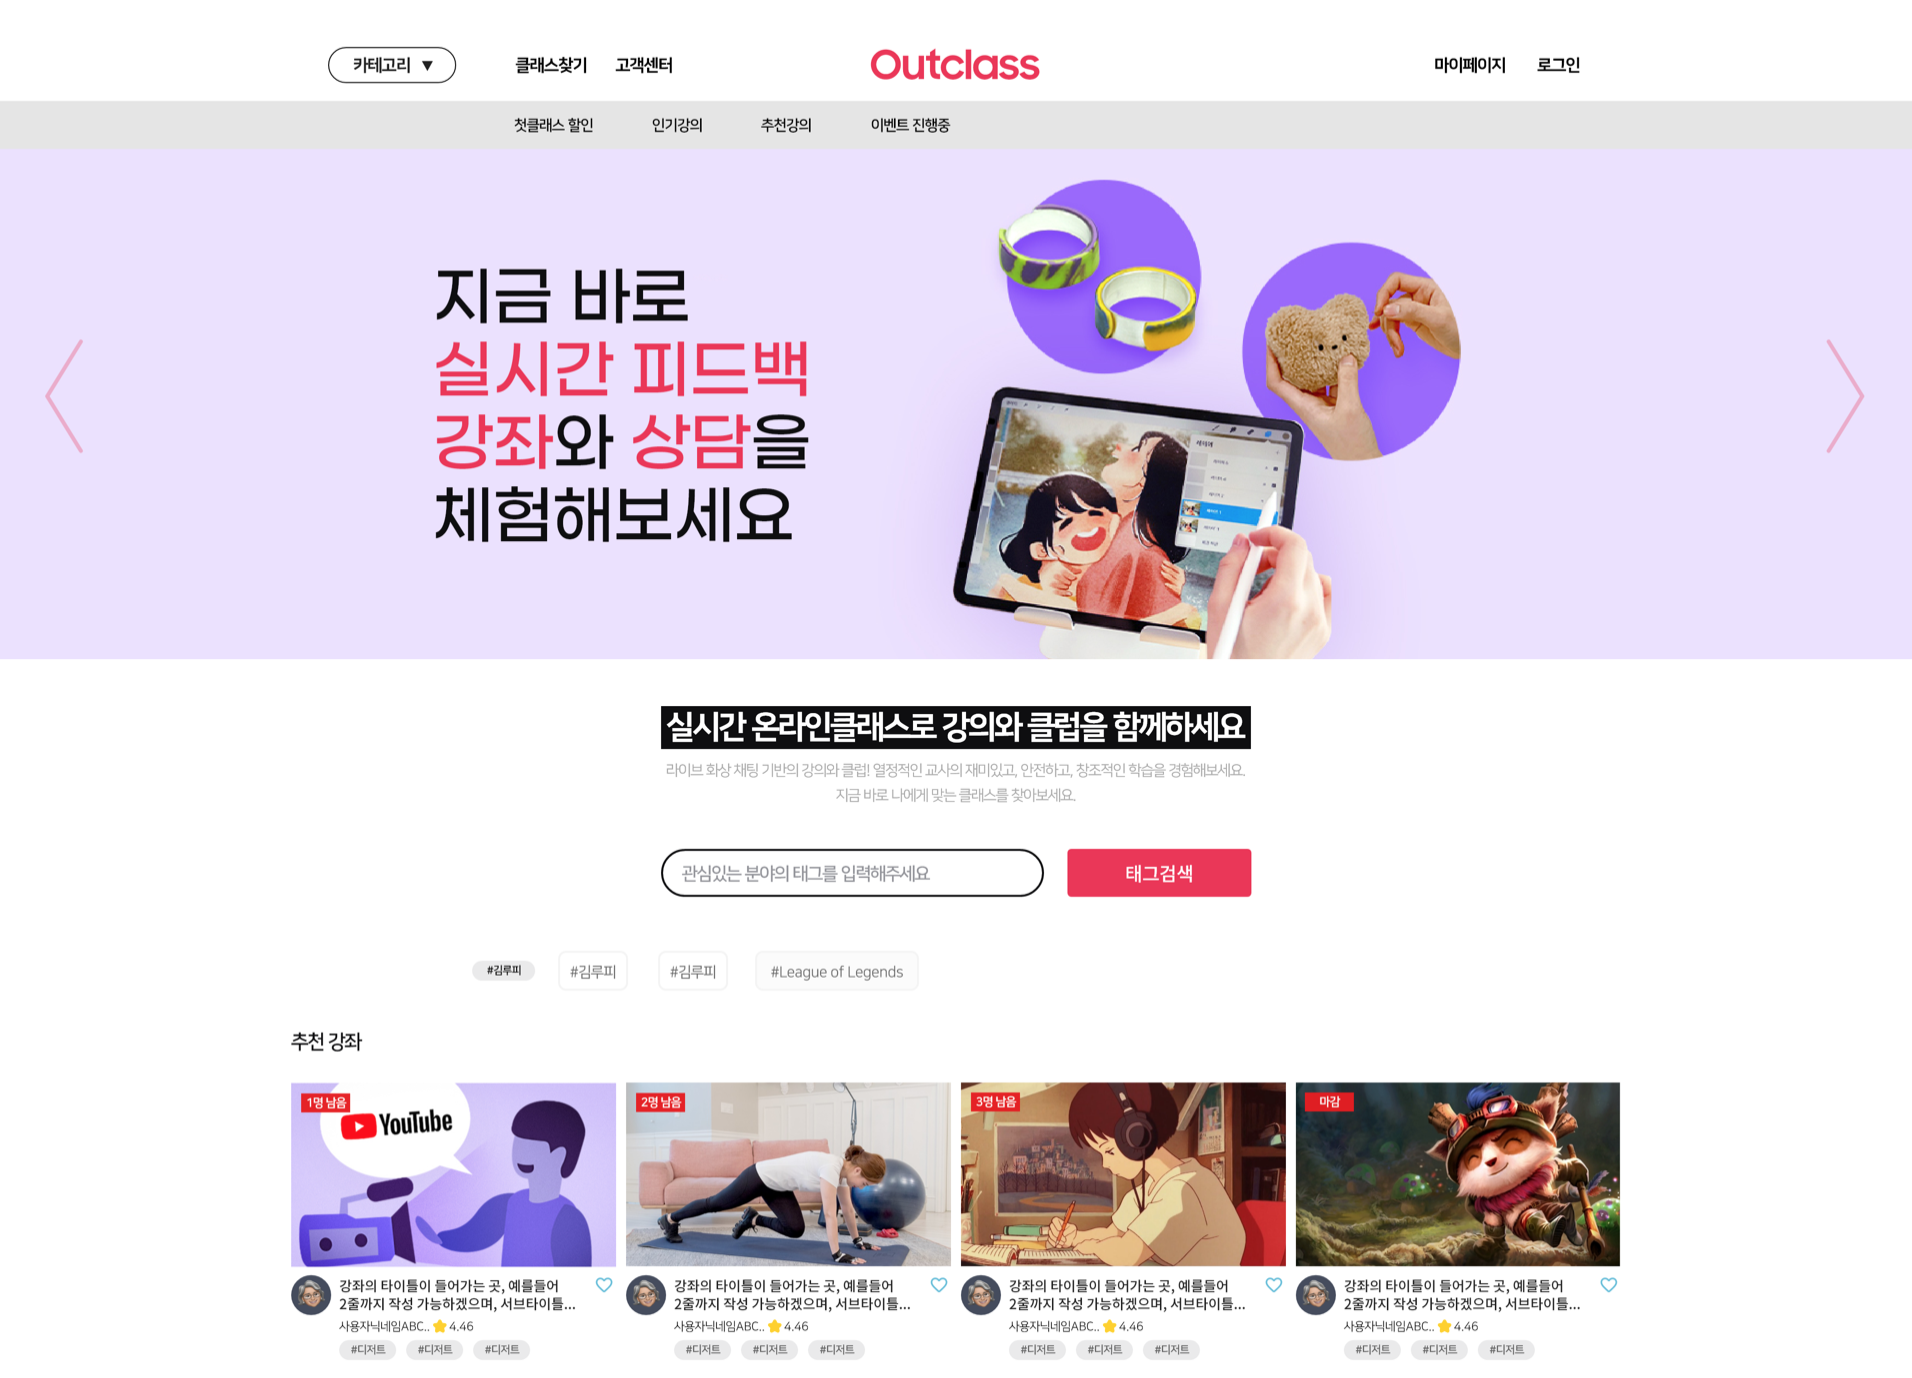 카테고리 ▼
클래스찾기
고객센터
Outclass
마이페이지
로그인
첫클래스 할인
인기강의
추천강의
이벤트 진행중
지금 바로
실시간 피드백
강좌와 상담을
체험해보세요
실시간 온라인클래스로 강의와 클럽을 함께하세요
라이브 화상 채팅 기반의 강의와 클럽! 열정적인 교사의 재미있고, 안전하고, 창조적인 학습을 경험해보세요.
지금 바로 나에게 맞는 클래스를 찾아보세요.
관심있는 분야의 태그를 입력해주세요
태그검색
#김루피
#김루피
#김루피
#League of Legends
추천 강좌
1명 남음
YouTube
강좌의 타이틀이 들어가는 곳, 예를들어
2줄까지 작성 가능하겠으며, 서브타이틀...
사용자닉네임ABC.. 4.46
#디저트 #디저트 #디저트
2명 남음
강좌의 타이틀이 들어가는 곳, 예를들어
2줄까지 작성 가능하겠으며, 서브타이틀...
사용자닉네임ABC.. 4.46
#디저트 #디저트 #디저트
3명 남음
강좌의 타이틀이 들어가는 곳, 예를들어
2줄까지 작성 가능하겠으며, 서브타이틀...
사용자닉네임ABC.. 4.46
#디저트 #디저트 #디저트
마감
강좌의 타이틀이 들어가는 곳, 예를들어
2줄까지 작성 가능하겠으며, 서브타이틀...
사용자닉네임ABC.. 4.46
#디저트 #디저트 #디저트